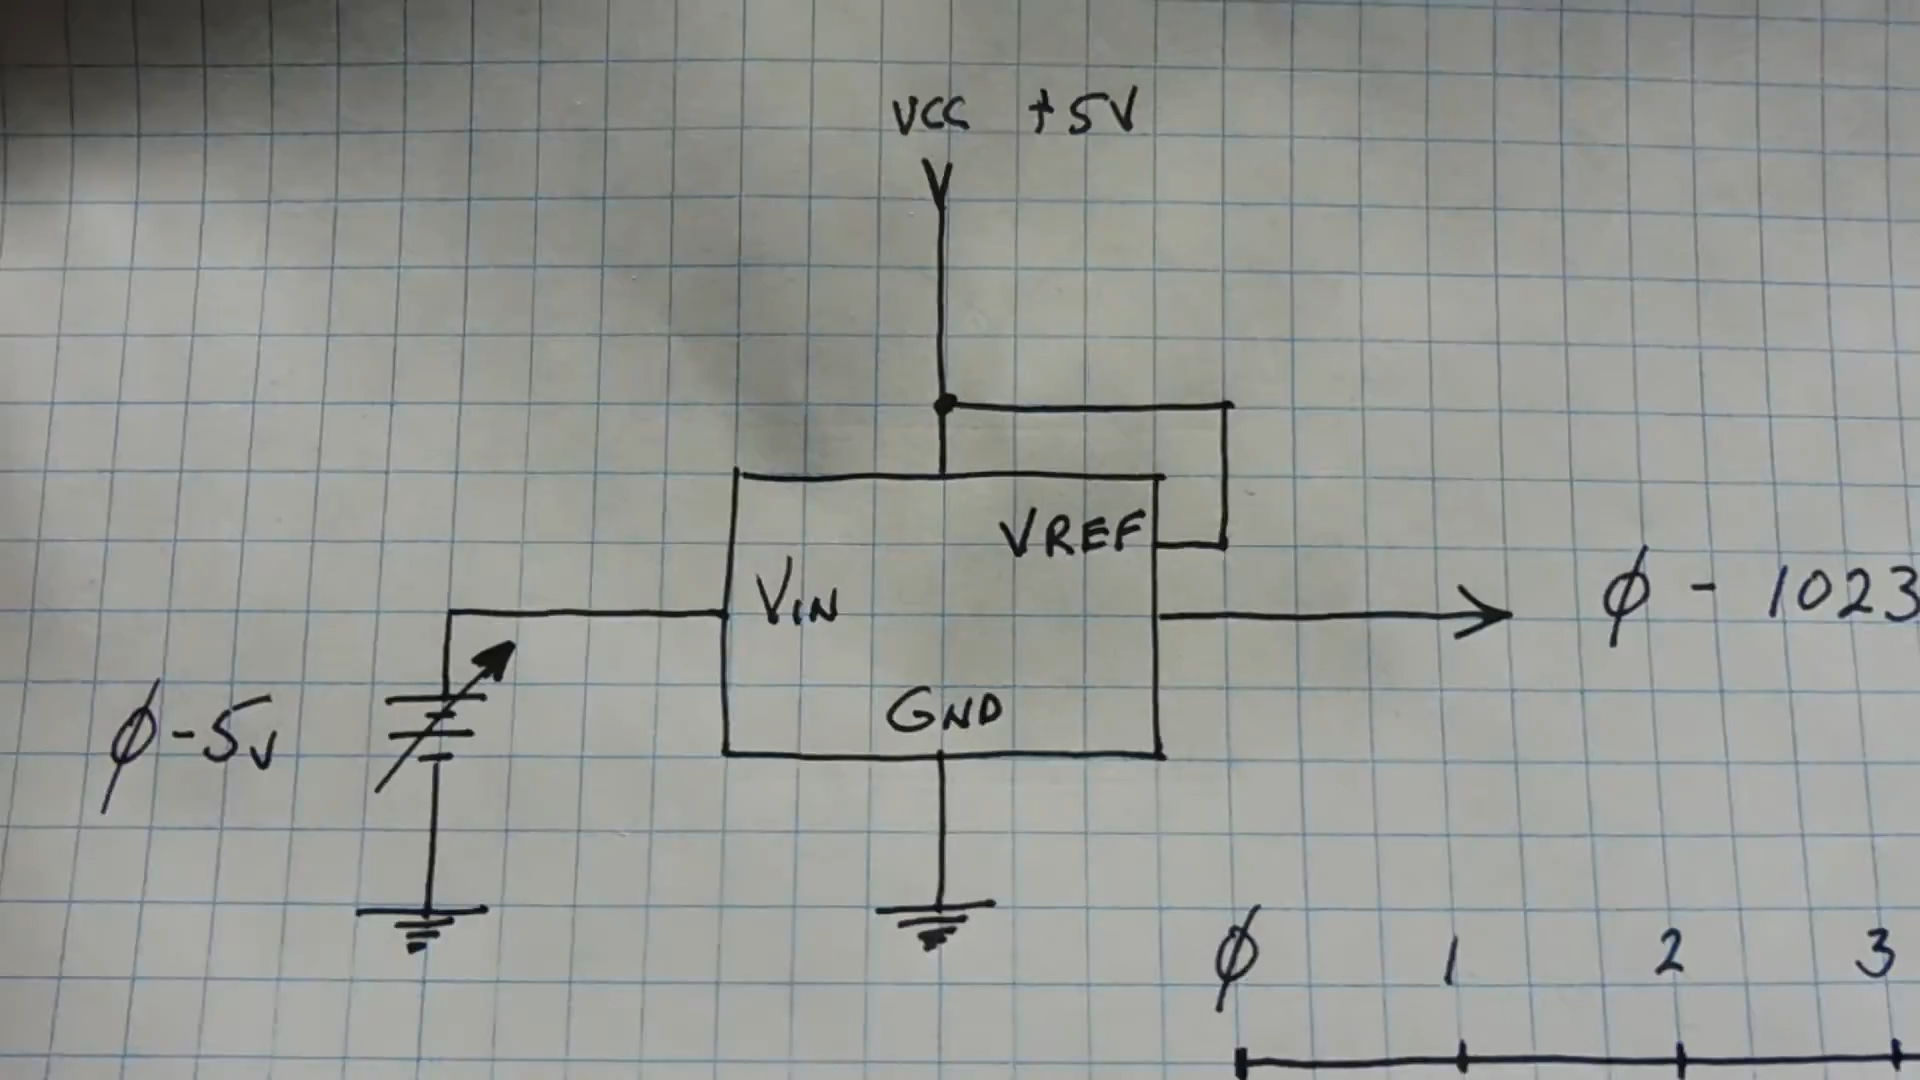 VCC +5V
VREF
VIN
ϕ - 1023
GND
ϕ-5v
ϕ 1 2 3